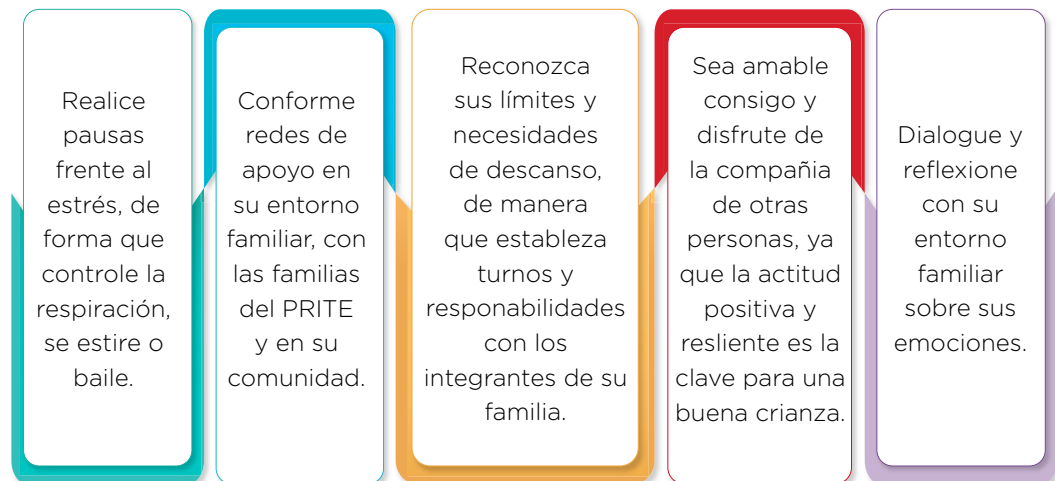 Realice
pausas
frente al
estrés, de
forma que
controle la
respiración,
se estire o
baile.
Conforme
redes de
apoyo en
su entorno
familiar, con
las familias
del PRITE
y en su
comunidad.
Reconozca
sus límites y
necesidades
de descanso,
de manera
que estableza
turnos y
responabilidades
con los
integrantes de su
familia.
Sea amable
consigo y
disfrute de
la compañia
de otras
personas, ya
que la actitud
positiva y
resliente es la
clave para una
buena crianza.
Dialogue y
reflexione
con su
entorno
familiar
sobre sus
emociones.